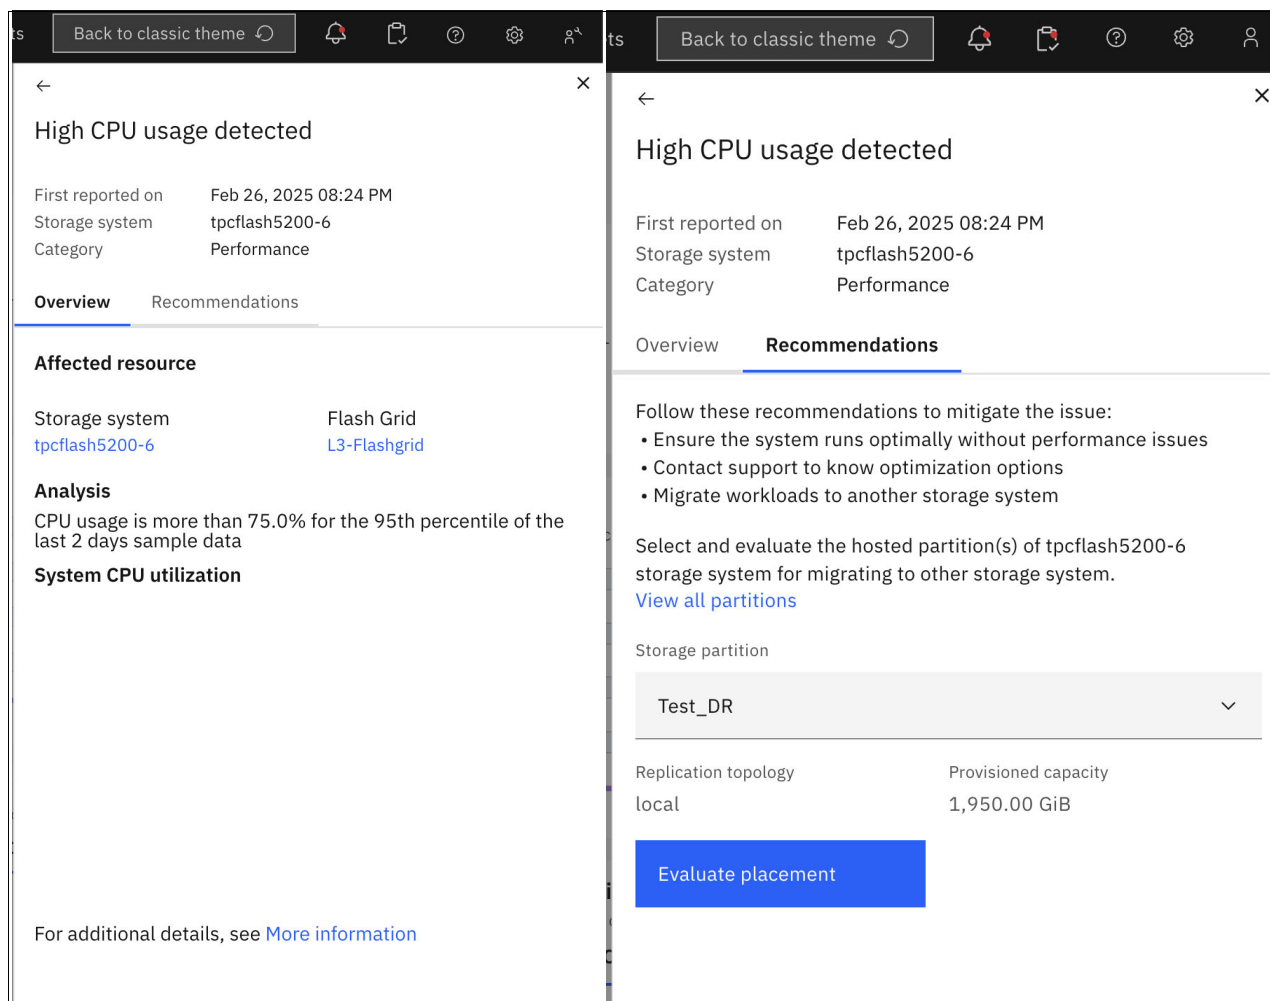 ts
Back to classic theme
High CPU usage detected
First reported on Feb 26, 2025 08:24 PM
Storage system tpcflash5200-6
Category Performance
Overview Recommendations
Affected resource
Storage system Flash Grid
tpcflash5200-6 L3-Flashgrid
Analysis
CPU usage is more than 75.0% for the 95th percentile of the
last 2 days sample data
System CPU utilization
For additional details, see More information
ts
Back to classic theme
High CPU usage detected
First reported on Feb 26, 2025 08:24 PM
Storage system tpcflash5200-6
Category Performance
Overview Recommendations
Follow these recommendations to mitigate the issue:
• Ensure the system runs optimally without performance issues
• Contact support to know optimization options
• Migrate workloads to another storage system
Select and evaluate the hosted partition(s) of tpcflash5200-6
storage system for migrating to other storage system.
View all partitions
Storage partition
Test_DR
Replication topology Provisioned capacity
local 1,950.00 GiB
Evaluate placement